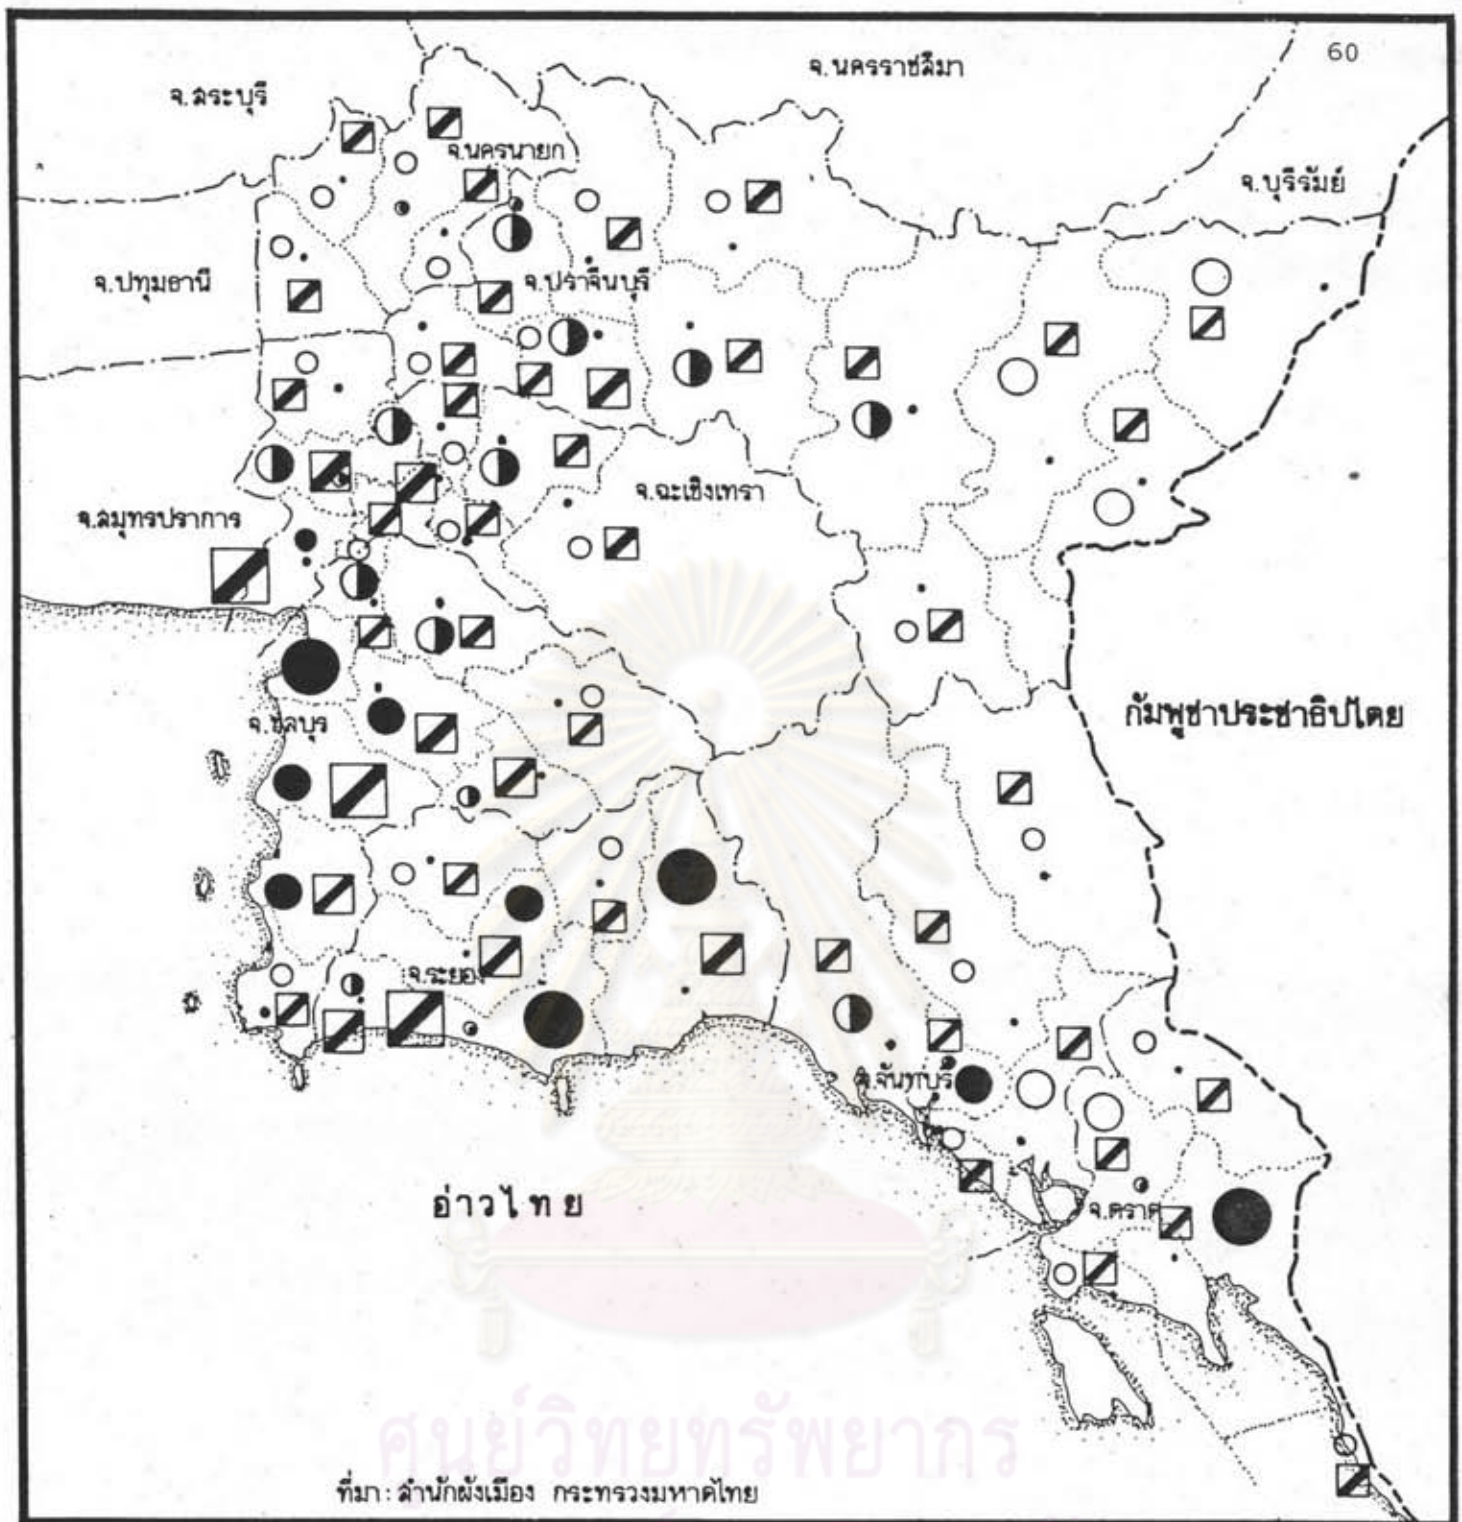 60
จ.นครราชสีมา
จ.สระบุรี
จ.นครนายก
จ.บุรีรัมย์
จ.ปทุมธานี
จ.ปราจีนบุรี
จ.ฉะเชิงเทรา
จ.สมุทรปราการ
กัมพูชาประชาธิปไตย
จ.ชลบุรี
จ.ระยอง
จ.จันทบุรี
อ่าวไทย
จ.ตราด
ศูนย์วิทยทรัพยากร
ที่มา: สำนักผังเมือง กระทรวงมหาดไทย